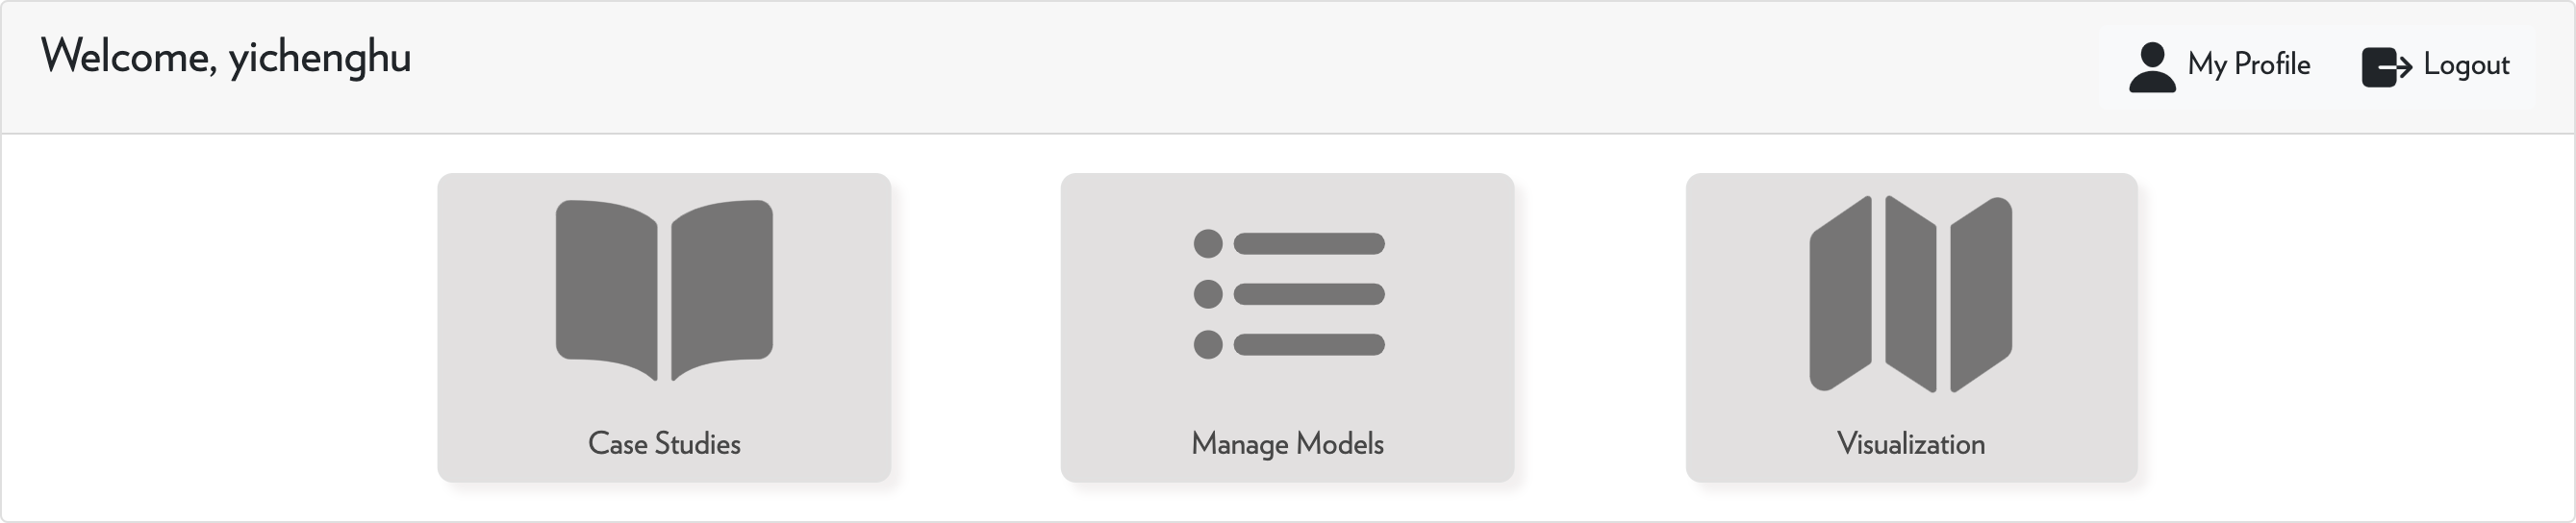 Welcome, yichenghu
My Profile
Logout
Case Studies
Manage Models
Visualization